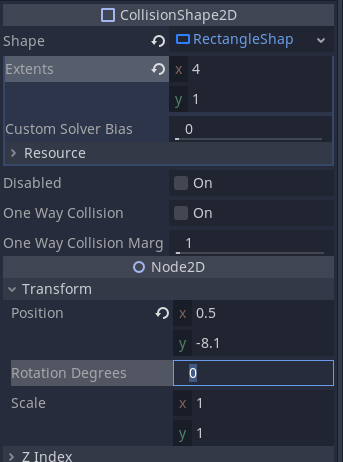 CollisionShape2D
Shape RectangleShap
Extents x 4
y 1
Custom Solver Bias 0
Resource
Disabled On
One Way Collision On
One Way Collision Marg 1
Node2D
Transform
Position x 0.5
y -8.1
Rotation Degrees 0
Scale x 1
y 1
Z Index